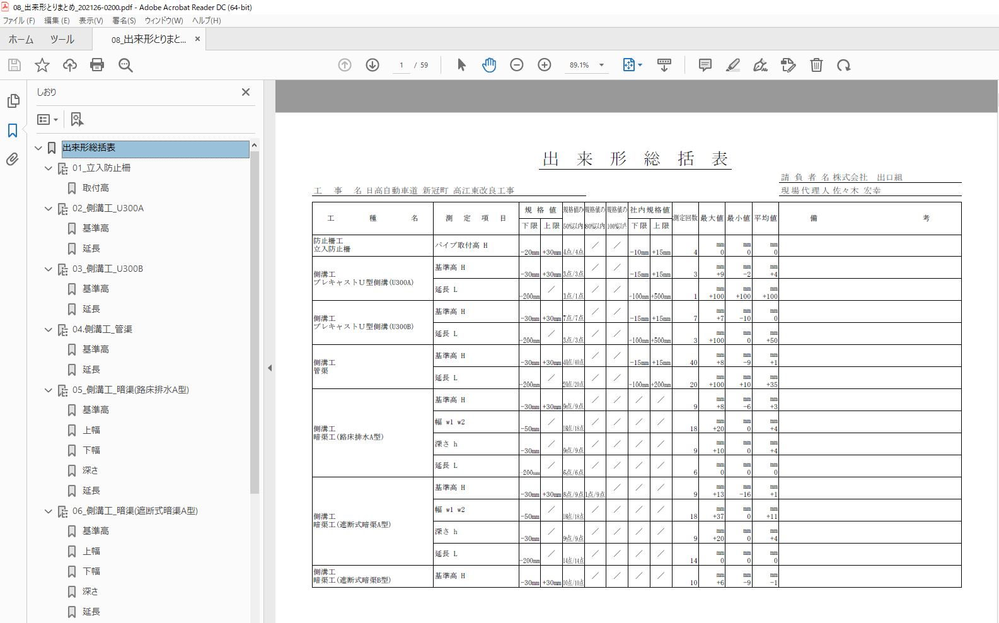 08_出来形とりまとめ_202126-0200.pdf - Adobe Acrobat Reader DC (64-bit)
ファイル(F) 編集(E) 表示(V) 署名(S) ウィンドウ(W) ヘルプ(H)
ホーム ツール 08_出来形とりまと... ×
1 / 59 89.1%
しおり
出来形総括表
01_立入防止柵
取付高
02_側溝工_U300A
基準高
延長
03_側溝工_U300B
基準高
延長
04.側溝工_管渠
基準高
延長
05_側溝工_暗渠(路床排水A型)
基準高
上幅
下幅
深さ
延長
06_側溝工_暗渠(遮断式暗渠A型)
基準高
上幅
下幅
深さ
延長
出来形総括表
請負者名 株式会社 出口組
工事名 日高自動車道 新冠町 高江東改良工事
現場代理人 佐々木 宏幸
工種名 測定項目 規格値 下限 上限 規格値の50%以内 規格値の80%以内 規格値の100%以内 社内規格値 下限 上限 測定回数 最大値 最小値 平均値 備考
防止柵工 立入防止柵 パイプ取付高 H -20mm +30mm 4点/4点 ／ ／ -10mm +15mm 4 mm 0 mm 0 mm 0
側溝工 プレキャストU型側溝(U300A) 基準高 H -30mm +30mm 3点/3点 ／ ／ -15mm +15mm 3 mm +9 mm -2 mm +4
延長 L -200mm ／ 1点/1点 ／ ／ -100mm +500mm 1 mm +100 mm +100 mm +100
側溝工 プレキャストU型側溝(U300B) 基準高 H -30mm +30mm 7点/7点 ／ ／ -15mm +15mm 7 mm +7 mm -10 mm 0
延長 L -200mm ／ 3点/3点 ／ ／ -100mm +500mm 3 mm +100 mm 0 mm +50
側溝工 管渠 基準高 H -30mm +30mm 40点/40点 ／ ／ -15mm +15mm 40 mm +8 mm -9 mm +1
延長 L -200mm ／ 20点/20点 ／ ／ -100mm +200mm 20 mm +100 mm +10 mm +35
側溝工 暗渠工(路床排水A型) 基準高 H -30mm +30mm 9点/9点 ／ ／ ／ ／ 9 mm +8 mm -6 mm +3
幅 w1 w2 -50mm ／ 18点/18点 ／ ／ ／ ／ 18 mm +20 mm 0 mm +4
深さ h -30mm ／ 9点/9点 ／ ／ ／ ／ 9 mm +10 mm 0 mm +4
延長 L -200mm ／ 6点/6点 ／ ／ ／ ／ 6 mm 0 mm 0 mm 0
側溝工 暗渠工(遮断式暗渠A型) 基準高 H -30mm +30mm 8点/9点 1点/9点 ／ ／ ／ 9 mm +13 mm -16 mm +1
幅 w1 w2 -50mm ／ 18点/18点 ／ ／ ／ ／ 18 mm +37 mm 0 mm +11
深さ h -30mm ／ 9点/9点 ／ ／ ／ ／ 9 mm +20 mm 0 mm +4
延長 L -200mm ／ 14点/14点 ／ ／ ／ ／ 14 mm 0 mm 0 mm 0
側溝工 暗渠工(遮断式暗渠B型) 基準高 H -30mm +30mm 10点/10点 ／ ／ ／ ／ 10 mm +6 mm -9 mm -1